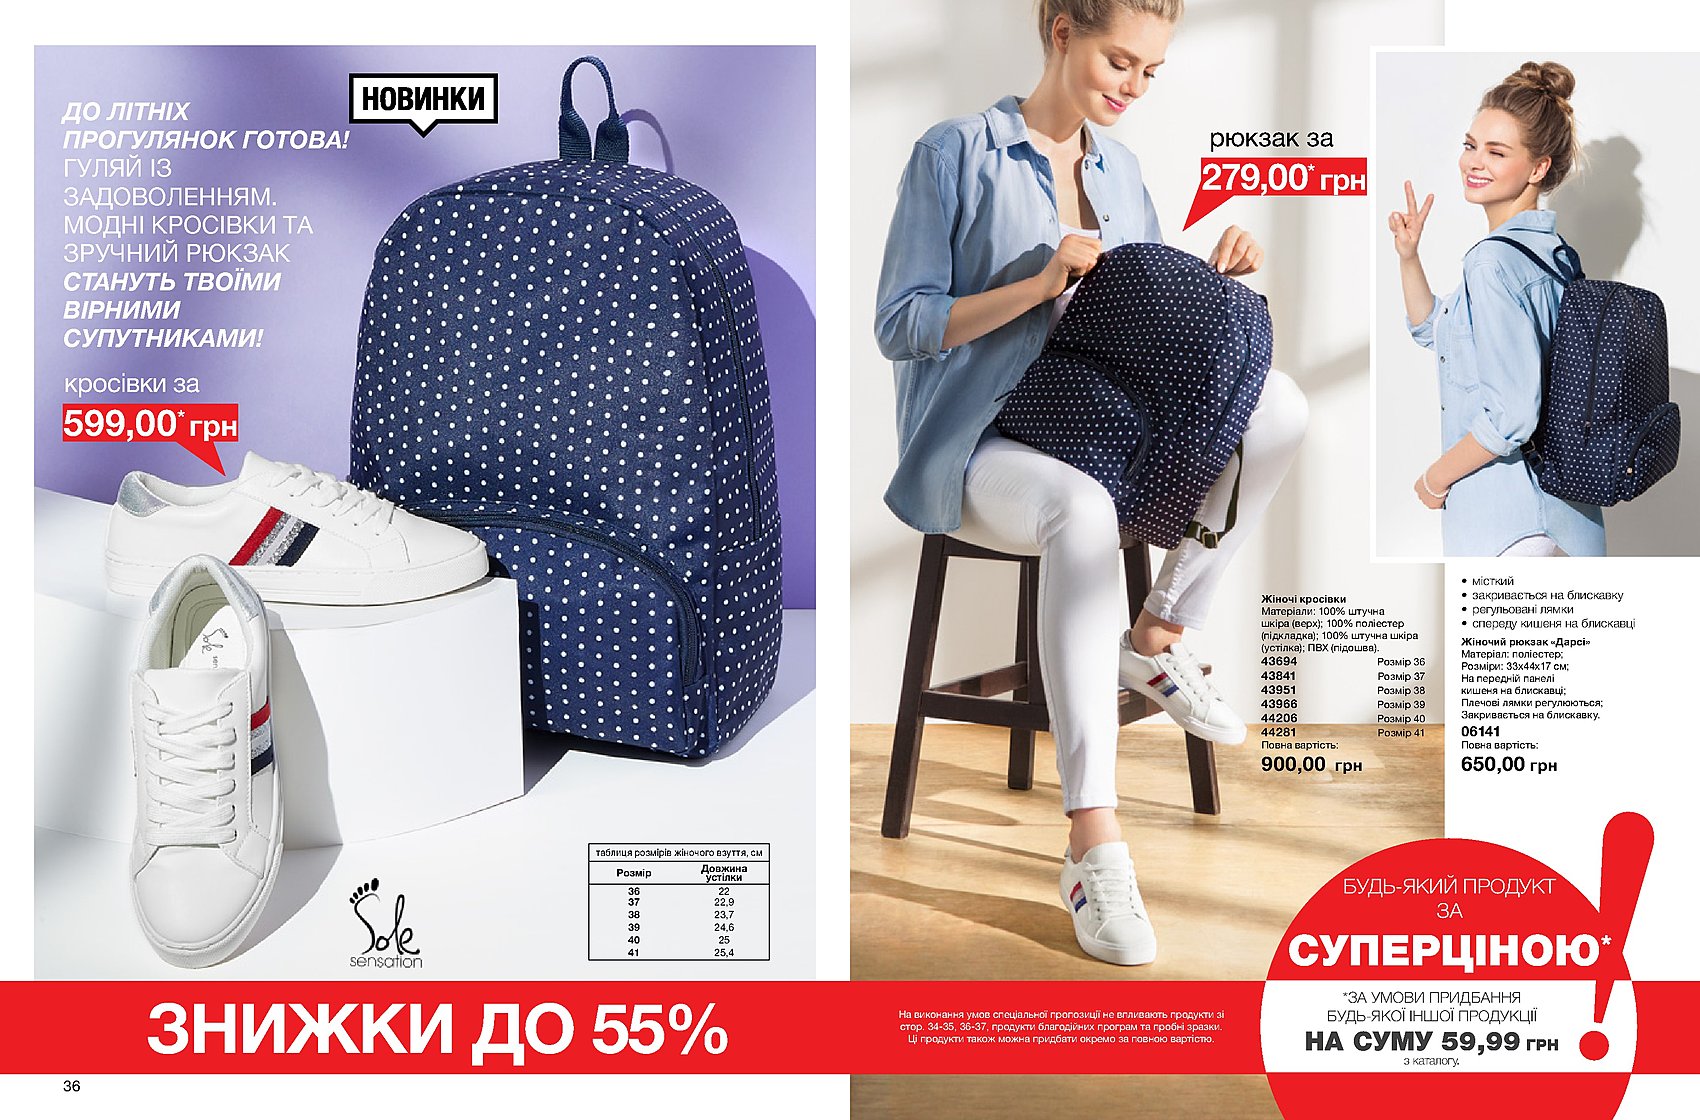 НОВИНКИ
ДО ЛІТНІХ
ПРОГУЛЯНОК ГОТОВА!
ГУЛЯЙ ІЗ
ЗАДОВОЛЕННЯМ.
МОДНІ КРОСІВКИ ТА
ЗРУЧНИЙ РЮКЗАК
СТАНУТЬ ТВОЇМИ
ВІРНИМИ
СУПУТНИКАМИ!
кросівки за
599,00* грн
Sole
sensation
таблиця розмірів жіночого взуття, см
Розмір Довжина устілки
36 22
37 22,9
38 23,7
39 24,6
40 25
41 25,4
Sole
sensation
ЗНИЖКИ ДО 55%
36
рюкзак за
279,00* грн
Жіночі кросівки
Матеріали: 100% штучна
шкіра (верх); 100% поліестер
(підкладка); 100% штучна шкіра
(устілка); ПВХ (підошва).
43694 Розмір 36
43841 Розмір 37
43951 Розмір 38
43966 Розмір 39
44206 Розмір 40
44281 Розмір 41
Повна вартість:
900,00 грн
• місткий
• закривається на блискавку
• регульовані лямки
• спереду кишеня на блискавці
Жіночий рюкзак «Дарсі»
Матеріал: поліестер;
Розміри: 33x44x17 см;
На передній панелі
кишеня на блискавці;
Плечові лямки регулюються;
Закривається на блискавку.
06141
Повна вартість:
650,00 грн
БУДЬ-ЯКИЙ ПРОДУКТ
ЗА
СУПЕРЦІНОЮ*
!
*ЗА УМОВИ ПРИДБАННЯ
БУДЬ-ЯКОЇ ІНШОЇ ПРОДУКЦІЇ
НА СУМУ 59,99 ГРН
з каталогу.
На виконання умов спеціальної пропозиції не впливають продукти зі
стор. 34-35, 36-37, продукти благодійних програм та пробні зразки.
Ці продукти також можна придбати окремо за повною вартістю.